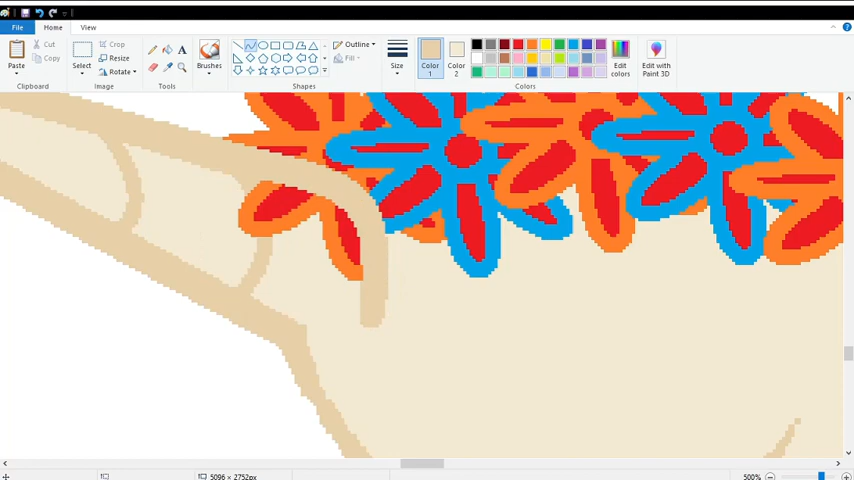 File Home View
Paste
Cut
Copy
Clipboard
Select
Crop
Resize
Rotate
Image
A
Tools
Brushes
Outline
Fill
Shapes
Size
Color
1
Color
2
Edit
colors
Edit with
Paint 3D
Colors
5096 × 2752px
500%